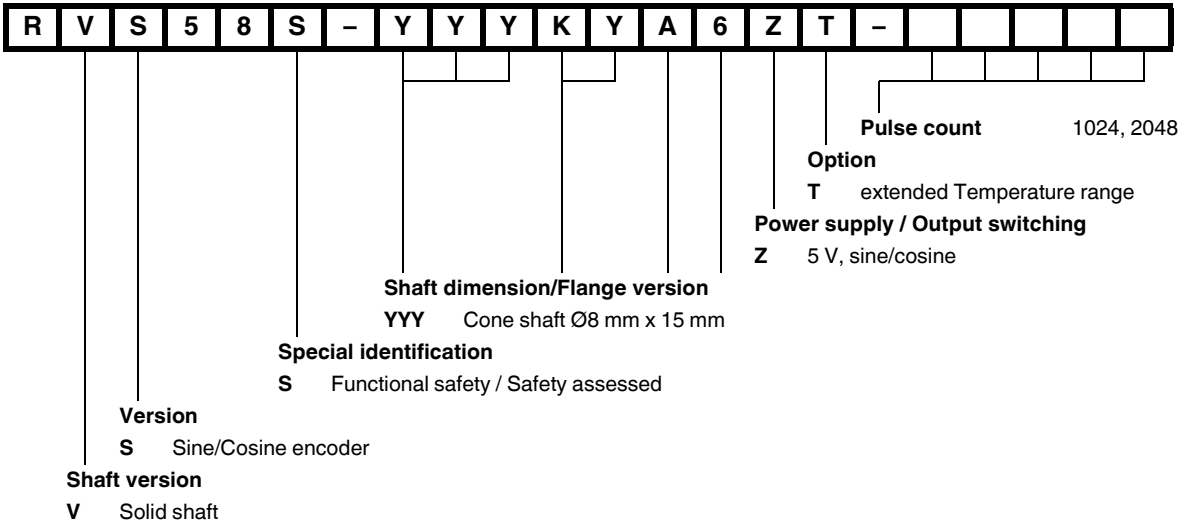 R V S 5 8 S – Y Y Y K Y A 6 Z T –
Pulse count 1024, 2048
Option
T extended Temperature range
Power supply / Output switching
Z 5 V, sine/cosine
Shaft dimension/Flange version
YYY Cone shaft Ø8 mm x 15 mm
Special identification
S Functional safety / Safety assessed
Version
S Sine/Cosine encoder
Shaft version
V Solid shaft